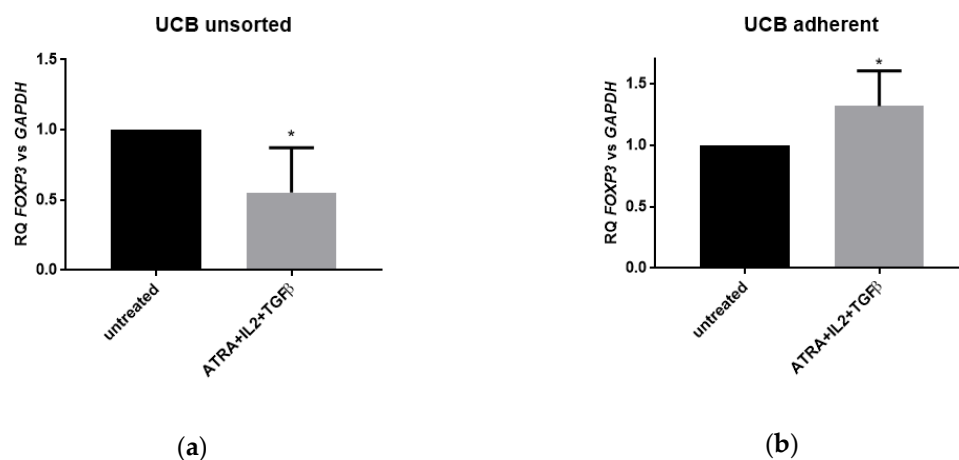 UCB unsorted
RQ FOXP3 vs GAPDH
1.5
1.0
0.5
0.0
*
untreated
ATRA+IL2+TGFβ
(a)
UCB adherent
RQ FOXP3 vs GAPDH
1.5
1.0
0.5
0.0
*
untreated
ATRA+IL2+TGFβ
(b)